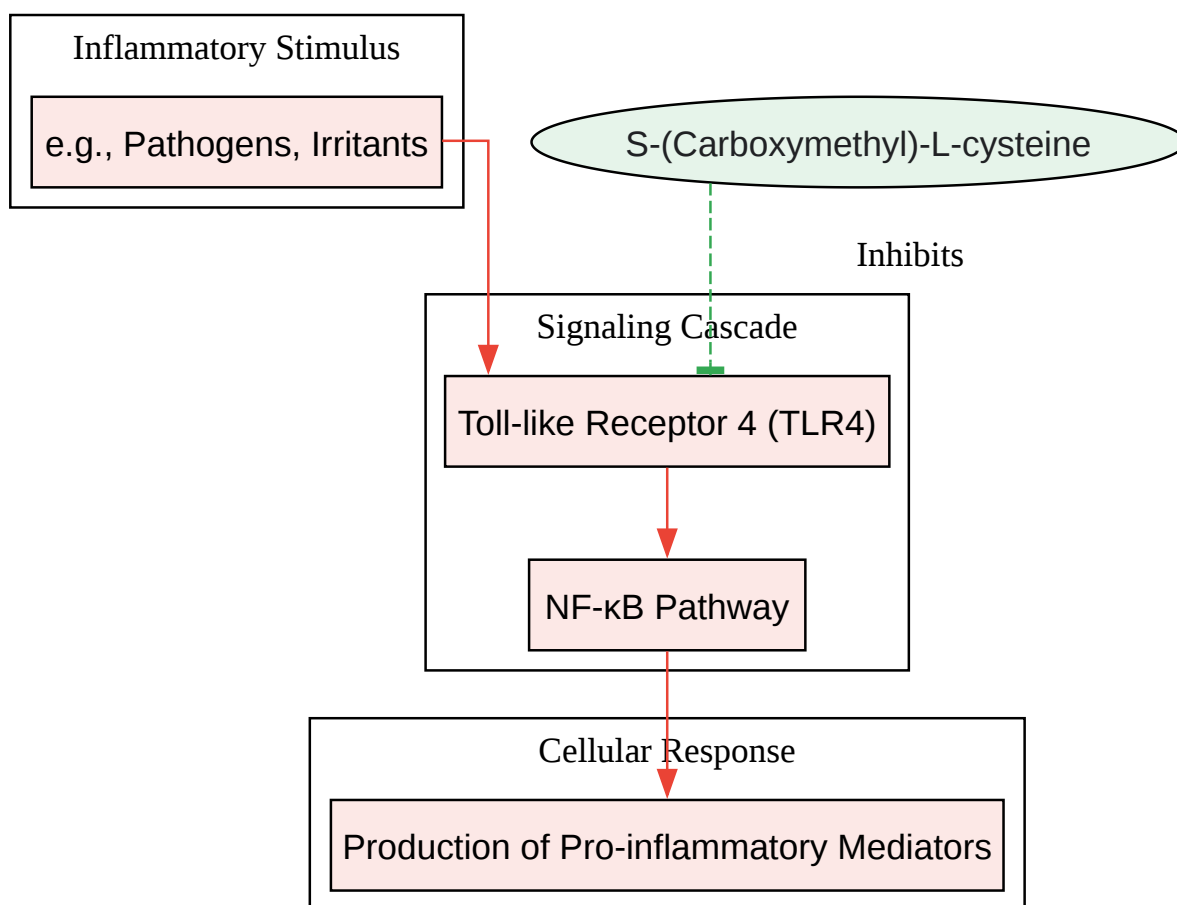 Inflammatory Stimulus
e.g., Pathogens, Irritants
S-(Carboxymethyl)-L-cysteine
Inhibits
Signaling Cascade
Toll-like Receptor 4 (TLR4)
NF-κB Pathway
Cellular Response
Production of Pro-inflammatory Mediators